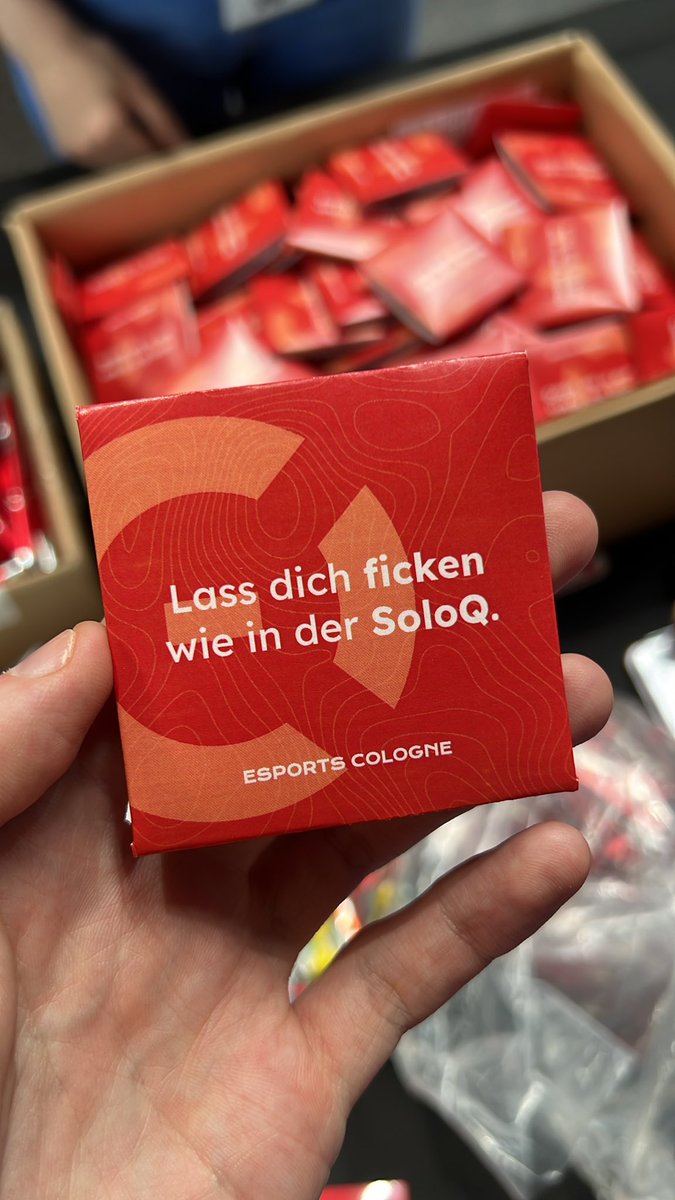 Lass dich ficken
wie in der SoloQ.
ESPORTS COLOGNE